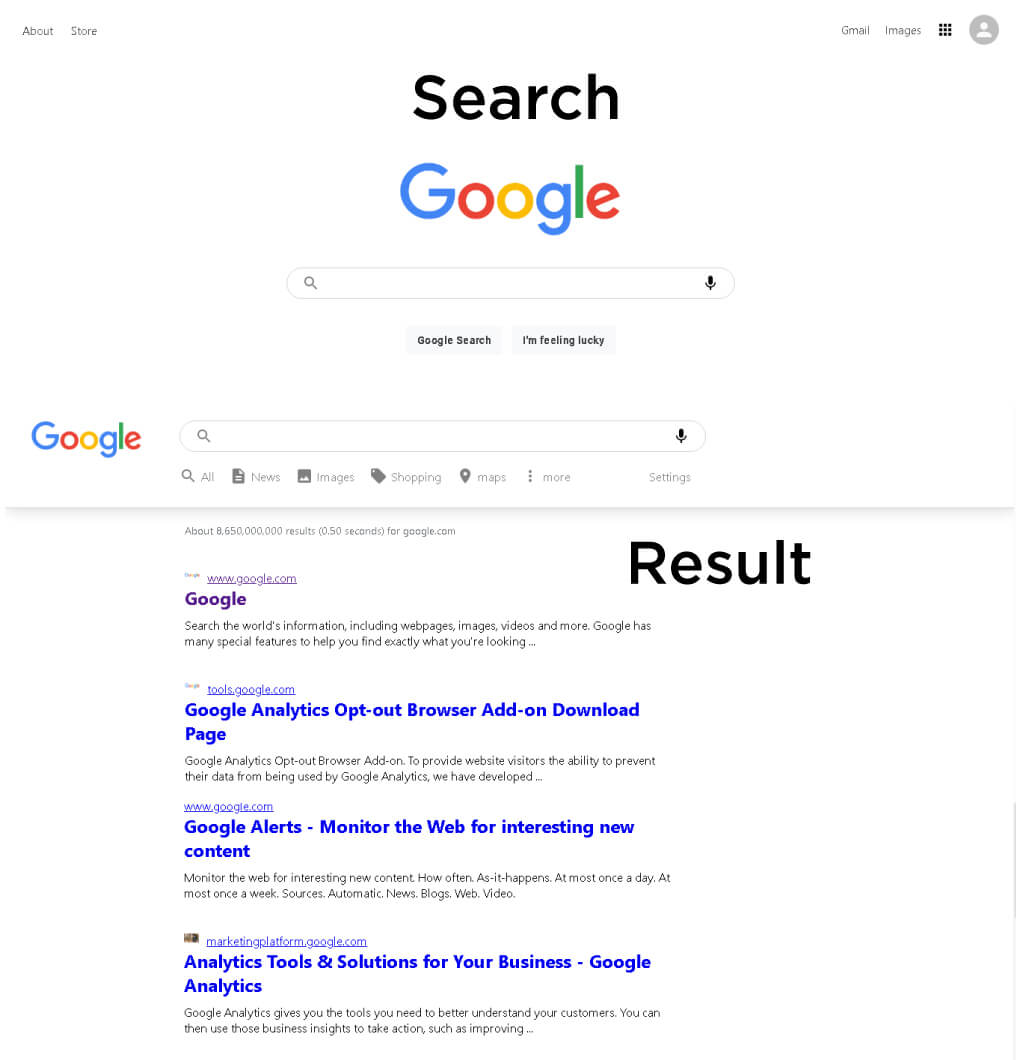 About Store Gmail Images
Search
Google
Google Search I'm feeling lucky
Google
All News Images Shopping maps more Settings
About 8,650,000,000 results (0.50 seconds) for google.com
Result
Google www.google.com
Google
Search the world's information, including webpages, images, videos and more. Google has
many special features to help you find exactly what you're looking ...
Google tools.google.com
Google Analytics Opt-out Browser Add-on Download
Page
Google Analytics Opt-out Browser Add-on. To provide website visitors the ability to prevent
their data from being used by Google Analytics, we have developed ...
www.google.com
Google Alerts - Monitor the Web for interesting new
content
Monitor the web for interesting new content. How often. As-it-happens. At most once a day. At
most once a week. Sources. Automatic. News. Blogs. Web. Video.
marketingplatform.google.com
Analytics Tools & Solutions for Your Business - Google
Analytics
Google Analytics gives you the tools you need to better understand your customers. You can
then use those business insights to take action, such as improving ...